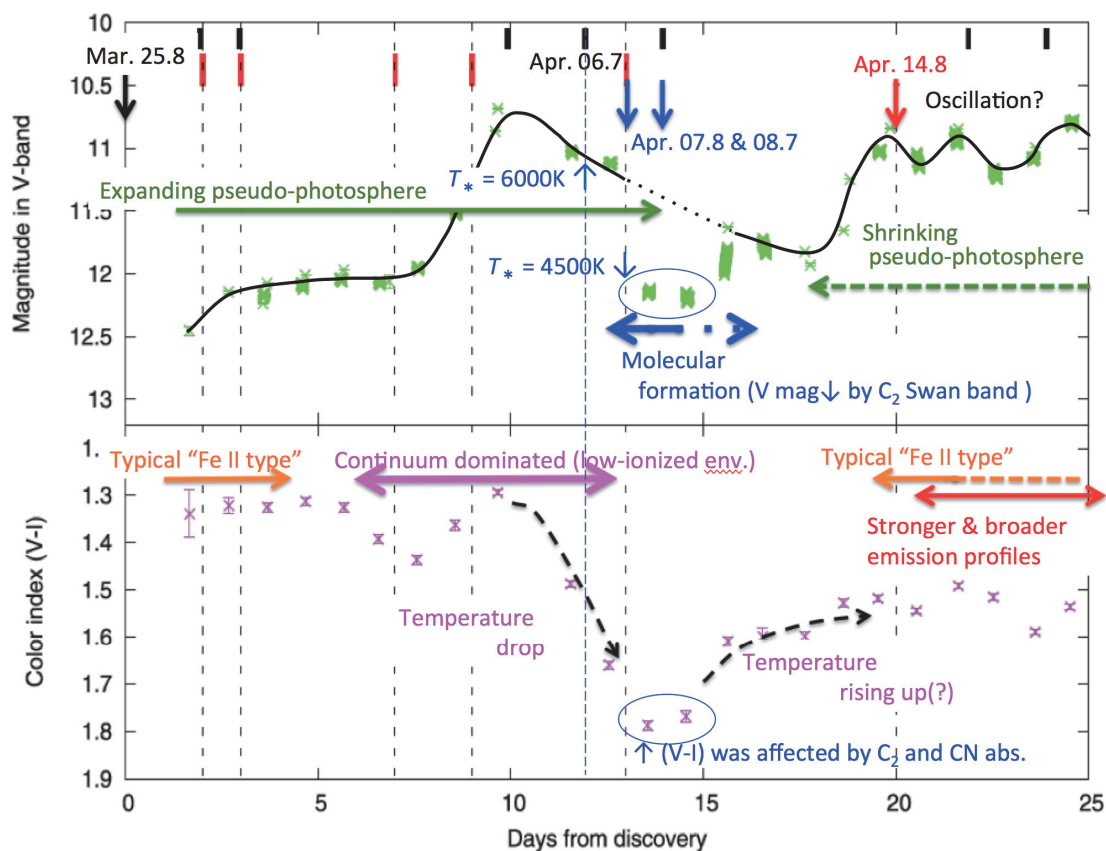 10
Mar. 25.8
Apr. 06.7
Apr. 14.8
10.5
Oscillation?
11
Apr. 07.8 & 08.7
T* = 6000K
Expanding pseudo-photosphere
11.5
Shrinking
pseudo-photosphere
T* = 4500K
12
12.5
Molecular
formation (V mag↓ by C₂ Swan band )
13
Magnitude in V-band
1.
Typical “Fe II type”
Continuum dominated (low-ionized env.)
Typical “Fe II type”
1.3
Stronger & broader
emission profiles
1.4
1.5
Temperature
drop
1.6
Temperature
rising up(?)
1.7
1.8
↑ (V-I) was affected by C₂ and CN abs.
1.9
Color index (V-I)
0 5 10 15 20 25
Days from discovery